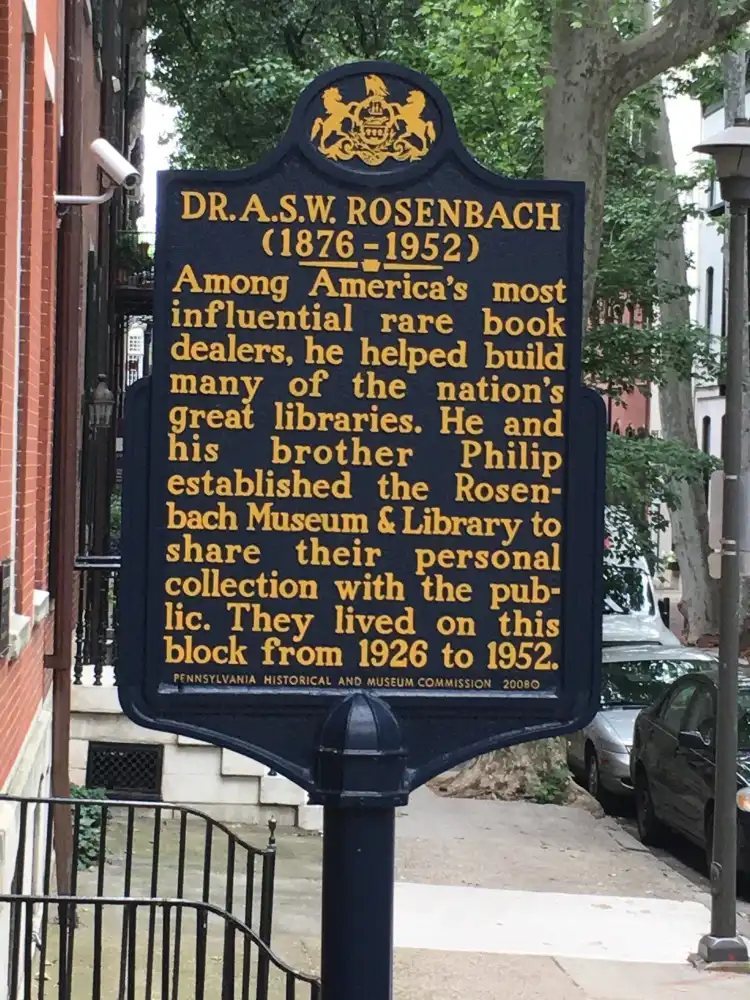 DR. A.S.W. ROSENBACH
(1876 - 1952)
Among America's most
influential rare book
dealers, he helped build
many of the nation's
great libraries. He and
his brother Philip
established the Rosen-
bach Museum & Library to
share their personal
collection with the pub-
lic. They lived on this
block from 1926 to 1952.
PENNSYLVANIA HISTORICAL AND MUSEUM COMMISSION 2008©